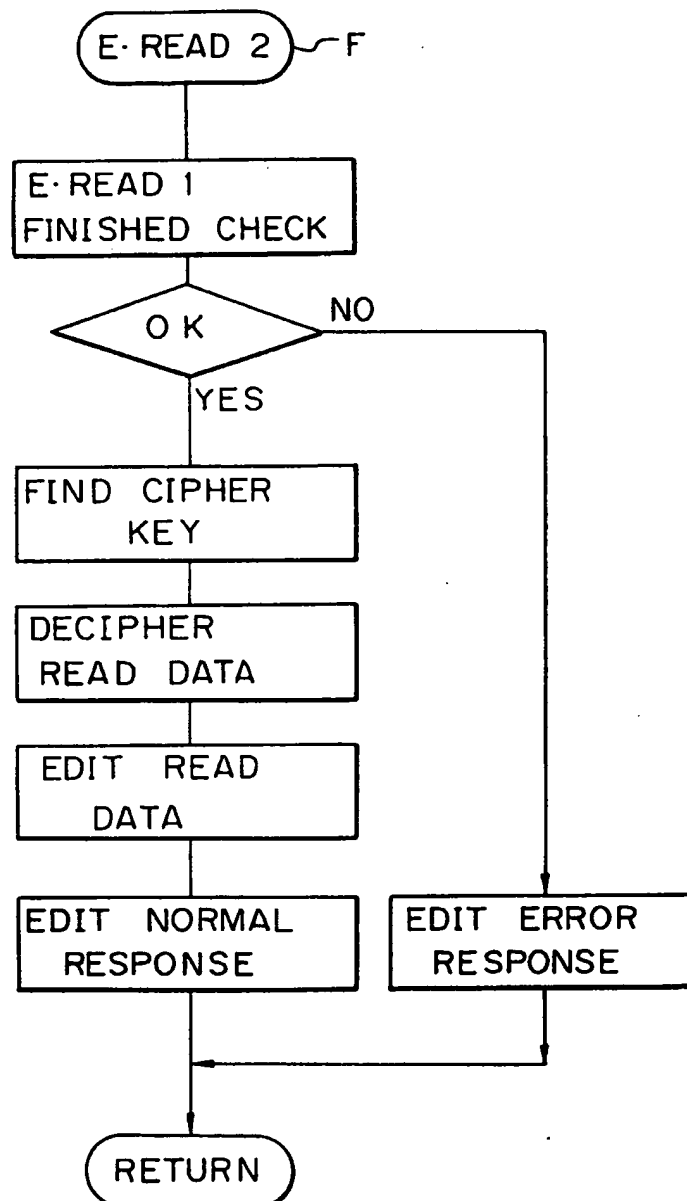 E·READ 2
F
E·READ 1
FINISHED CHECK
OK
NO
YES
FIND CIPHER
KEY
DECIPHER
READ DATA
EDIT READ
DATA
EDIT NORMAL
RESPONSE
EDIT ERROR
RESPONSE
RETURN